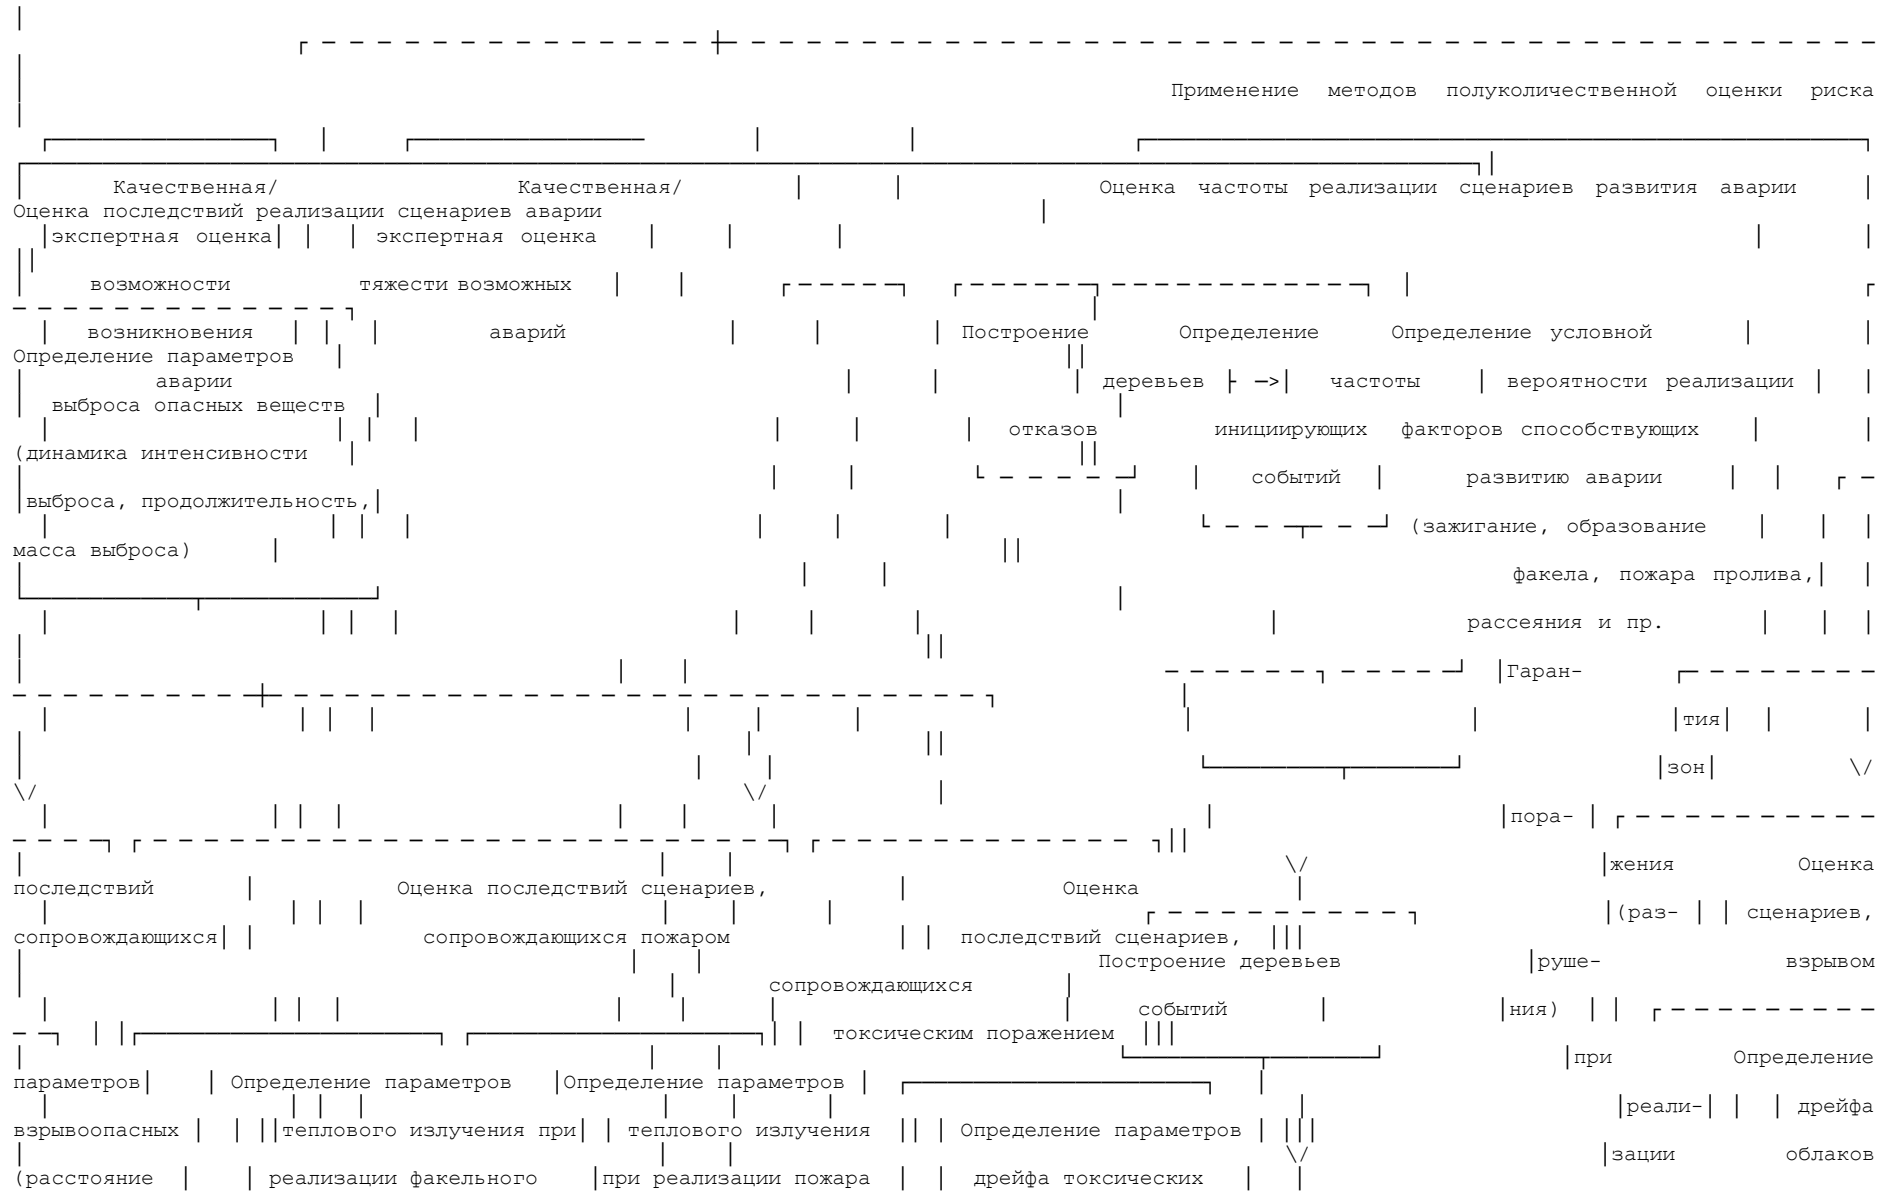 Применение методов полуколичественной оценки риска
Качественная/ Качественная/ Оценка частоты реализации сценариев развития аварии
Оценка последствий реализации сценариев аварии
экспертная оценка экспертная оценка
возможности тяжести возможных
возникновения аварий Построение Определение Определение условной
Определение параметров
аварии деревьев —> частоты вероятности реализации
выброса опасных веществ
отказов инициирующих факторов способствующих
(динамика интенсивности
событий развитию аварии
выброса, продолжительность,
(зажигание, образование
масса выброса)
факела, пожара пролива,
рассеяния и пр.
Гаран-
тия
зон \/
\/ \/
пора-
\/ жения Оценка
последствий Оценка последствий сценариев, Оценка
(раз- сценариев,
сопровождающихся сопровождающихся пожаром последствий сценариев,
Построение деревьев руше- взрывом
сопровождающихся
событий ния)
токсическим поражением
при Определение
параметров Определение параметров Определение параметров
реали- дрейфа
взрывоопасных теплового излучения при теплового излучения Определение параметров
\/ зации облаков
(расстояние реализации факельного при реализации пожара дрейфа токсических